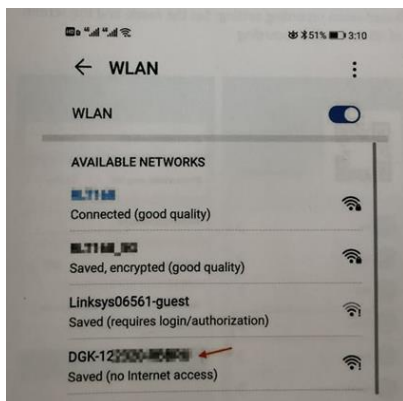 51% 3:10
← WLAN
WLAN
AVAILABLE NETWORKS
Connected (good quality)
Saved, encrypted (good quality)
Linksys06561-guest
Saved (requires login/authorization)
DGK-12
Saved (no Internet access)